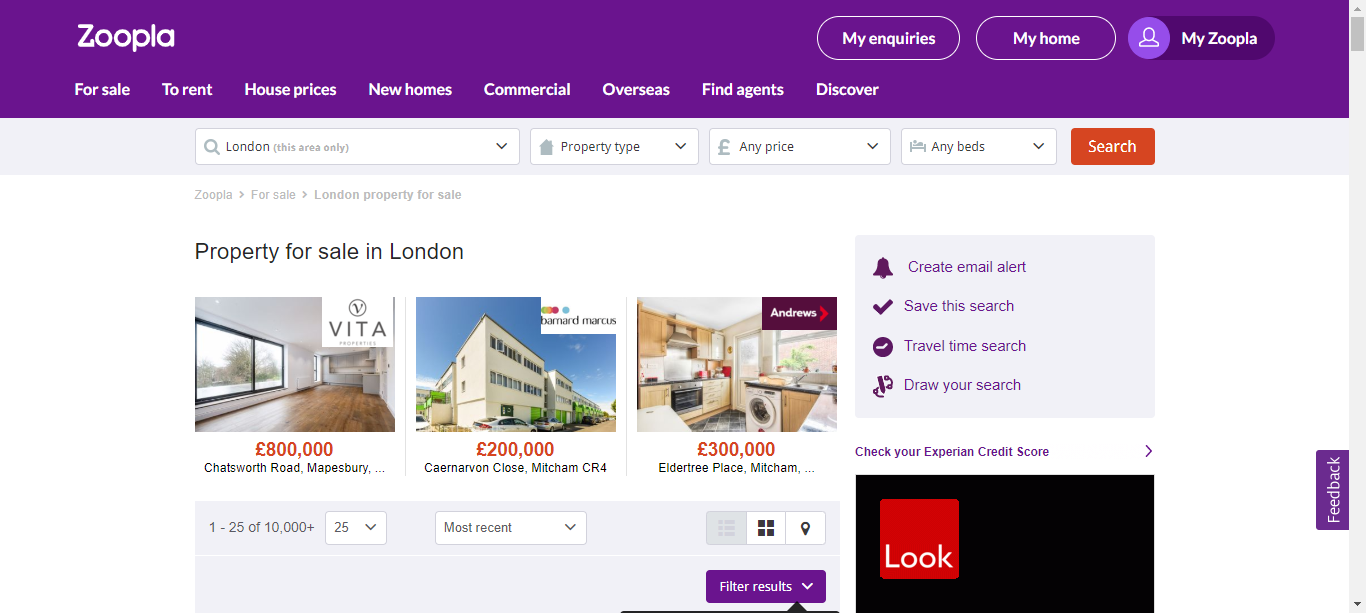 Zoopla
My enquiries
My home
My Zoopla
For sale To rent House prices New homes Commercial Overseas Find agents Discover
London (this area only)
Property type
Any price
Any beds
Search
Zoopla > For sale > London property for sale
Property for sale in London
VITA
PROPERTIES
£800,000
Chatsworth Road, Mapesbury, ...
barnard marcus
£200,000
Caernarvon Close, Mitcham CR4
Andrews
£300,000
Eldertree Place, Mitcham, ...
1 - 25 of 10,000+
25
Most recent
Filter results
Create email alert
Save this search
Travel time search
Draw your search
Check your Experian Credit Score
Look
Feedback